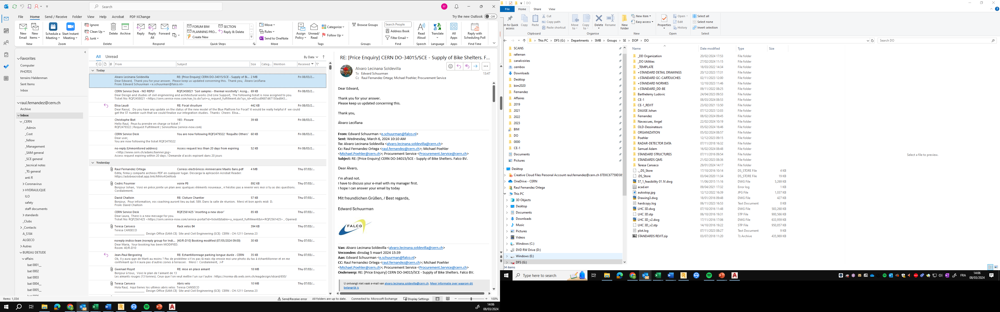 Search
RF
File Home Send / Receive Folder View Help Acrobat PDF-XChange
Try the new Outlook Off
New Email
New Items
New
Schedule a Meeting
Start Instant Meeting
Zoom
Ignore
Clean Up
Junk
Delete
Archive
Delete
Reply
Reply All
Forward
Respond
FORUM BIM
SECTION
PLANNING PRO...
Reply & Delete
Create New
Quick Steps
Move
Rules
Send to OneNote
Move
Assign Policy
Unread/ Read
Categorize
Follow Up
Tags
Browse Groups
Groups
Search People
Address Book
Filter Email
Find
Read Aloud
Speech
Translate
Language
All Apps
Apps
Reply with Scheduling Poll
Find Time
Favorites
Computer
PHOTOS
terrains Haldenman
Sent Items
Inbox
raul.fernandez@cern.ch
Archive
Inbox
_CERN
_Admin
_Cost
_fellow
_Management
_SAM general
_SCE general
_tecnical notes
_TG general
anti R
Coronavirus
HYDRAULIQUE
ILO
safety
staff documents
standards
_Clubs
_Contacts
A_S184
ALGECO
Autres
BUREAU DETUDE
affairs
bat 0001__
bat 0002
bat 0003
bat 0004__
bat 0005__
All Unread
By Date
From Subject Size Categ... Mention Received
Today
Alvaro Lecinana Soldevilla RE: [Price Enquiry] CERN DO-34015/SCE - Supply of Bi... 2 MB Fri 08/03/2...
Dear Edward, Thank you for your answer. Please keep us updated concerning this. Thank you, Álvaro Leciñana
From: Edward Schuurman <e.schuurman@falco.nl>
CERN Service Desk - NO REPLY RQF2458021 "Soil samples - thermal resistivity": Assig... 69 KB Fri 08/03/2...
Dear Design and studies of civil engineering and architectural works 2nd Line Support, The following ticket is now assigned to you.
Ticket No: RQF2458021 <https://cern.service-now.com/nav_to.do?uri=u_request_fulfillment.do?sys_id=e65ccd9687d67150ad843...
Elisa Laudi RE: Focal structure 442 KB Fri 08/03/2...
Dear Raoul, Do you have any update on the status of the new model of the Blue Platform for Focal? it would be really helpful if we could
get the ST number such that we could finalize our integration studies. Thanks Cheers Elisa...
Christophe Biot 193 : Fissure 39 KB Fri 08/03/2...
Hello Raul, Peux-tu prendre en charge ce ticket ?
RQF2479322 | Request Fulfillment | ServiceNow (service-now.com)
CERN Service Desk You are now following RQF2479322 "Requête Others" 60 KB Fri 08/03/2...
Dear user,
You are now following the ticket RQF2479322
no-reply (Unmonitored address) Access request less than 20 days from expiring 52 KB Fri 08/03/2...
<http://www.cern.ch/adams/banner.jpg>
Access request expiring within 20 days / Demande d'accès expirant dans 20 jours
Yesterday
Raul Fernandez Ortega Correos electrónicos Anniversaire Maelis 8ans.pdf 4 MB Thu 07/03/...
Edita, firma y comparte archivos PDF en cualquier lugar. Descarga la aplicación Acrobat Reader:
https://adobeacrobat.app.link/Mhhs4GmNsxb
Cedric Fournier voirie P8 892 KB Thu 07/03/...
Bonjour Johan, Voici en pièce jointe un plan avec quelques éléments nouveaux , n'hésites pas a revenir vers moi si tu as des questions.
Cordialement.
David Challoin RE: Cloture Chantier 57 KB Thu 07/03/...
Bonjour, Pour information, vos coaching auront lieu au bat. 589. Dans la salle de réunion. Merci et bon après midi D.
From: David Challoin
CERN Service Desk RQF2561425 "inserting a new door" 85 KB Thu 07/03/...
Dear Laura, There is a new message for you.
Ticket No: RQF2561425 <https://cern.service-now.com/service-portal?id=ticket&table=u_request_fulfillment&n=RQF2561425> , Opened:
Teresa Canseco Rack velos B4 394 KB Thu 07/03/...
Teresa CANSECO
Design Office (SAM-CE) Site and Civil Engineering (SCE) CERN - CH-1211 Geneva 23
noreply-indico-team (noreply group for Indi... [40/R-D10] Booking modified (07/05/2024 09:00) 30 KB Thu 07/03/...
Dear Maria, Your booking has been MODIFIED.
Room: 40/R-D10
Jean-Paul Bergoeing RE: Echantillonnage parking longue durée - CERN 35 KB Thu 07/03/...
Ok, Il y aura qqn de Marti au moins ? Pas de problème si t'es pas là mais stp envoie moi une photo du tas à échantillonner et en me
confirmant qu'il n'aura pas d'autres zones à terrasser. Merci ! Cordialement, J-P
Gwenael Royot RE: mise en place aimant 18 MB Thu 07/03/...
Bonjour à tous, Voici le plan de l'aimant de 13
Les aimants rouges (13 tonnes). Ceux que l'on veut mettre l'un sur l'autre : https://norma-db.web.cern.ch/magdesign/idcard/650/
Teresa Canseco Abris velo 10 MB Thu 07/03/...
Hola Raul, Aqui tienes los ultimos abris velos Teresa CANSECO
Design Office (SAM-CE) Site and Civil Engineering (SCE) CERN - CH-1211 Geneva 23
RE: [Price Enquiry] CERN DO-34015/SCE - Supply of Bike Shelters. F...
Alvaro Lecinana Soldevilla
To Edward Schuurman
Cc Raul Fernandez Ortega; Michael Poehler; Procurement Service
13:47
Dear Edward,
Thank you for your answer.
Please keep us updated concerning this.
Thank you,
Álvaro Leciñana
From: Edward Schuurman <e.schuurman@falco.nl>
Sent: Wednesday, March 6, 2024 10:10 AM
To: Alvaro Lecinana Soldevilla <alvaro.lecinana.soldevilla@cern.ch>
Cc: Raul Fernandez Ortega <raul.fernandez@cern.ch>; Michael Poehler
<Michael.Poehler@cern.ch>; Procurement Service <Procurement.Service@cern.ch>
Subject: RE: [Price Enquiry] CERN DO-34015/SCE - Supply of Bike Shelters. Falco BV.
Dear Álvaro,
I'm afraid not.
I have to discuss your e-mail with my manager first.
I hope I can answer your email by today
Mit freundlichen Grüßen, / Best regards,
Edward Schuurman
FALCO
Van: Alvaro Lecinana Soldevilla <alvaro.lecinana.soldevilla@cern.ch>
Verzonden: dinsdag 5 maart 2024 15:39
Aan: Edward Schuurman <e.schuurman@falco.nl>
CC: Raul Fernandez Ortega <raul.fernandez@cern.ch>; Michael Poehler
<Michael.Poehler@cern.ch>; Procurement Service <Procurement.Service@cern.ch>
Onderwerp: RE: [Price Enquiry] CERN DO-34015/SCE - Supply of Bike Shelters. Falco BV.
U ontvangt niet vaak e-mail van alvaro.lecinana.soldevilla@cern.ch. Meer informatie over waarom dit
belangrijk is
Items: 1,034
Send/Receive error All folders are up to date. Connected to: Microsoft Exchange Display Settings 100%
14:06
08/03/2024
DO
File Home Share View
in to Quick access
Copy
Paste
Cut
Copy path
Paste shortcut
Clipboard
Move to
Copy to
Delete
Rename
Organise
New folder
New item
Easy access
New
Properties
Open
Edit
History
Open
Select all
Select none
Invert selection
Select
This PC > DFS (G:) > Departments > SMB > Groups > SE > DOP > DO
Search DO
SCANS
rafernan
canalvoiries
cernbox
Downloads
Desktop
bim2020
Fernandez
Affaires
2019
2021
2022
2023
BIM
DO
0000
CE-1
Documents
Pictures
Desktop
Creative Cloud Files Personal Account raul.fernandez@cern.ch 87D0C67759D38
OneDrive - CERN
Raul Fernandez Ortega
This PC
3D Objects
Desktop
Documents
Downloads
Music
Pictures
Videos
Windows (C:)
DVD RW Drive (D:)
Windows (E:)
DFS (G:)
34 items
Name Date modified Type Size
_DD Organization 20/02/2024 17:53 File folder
_DO Utilities 27/02/2024 11:15 File folder
_TEMPLATE 18/03/2022 14:34 File folder
+STANDARD DETAIL DRAWINGS 20/12/2023 17:31 File folder
+STANDARD GC-CARTOUCHES 02/11/2023 12:00 File folder
+STANDARD NORMES 12/10/2023 11:46 File folder
+STANDARD_DD-BE 09/11/2022 08:25 File folder
Barthelemy Ludovic 24/04/2023 09:53 File folder
CE-1 08/03/2024 08:53 File folder
CE-1_REVIT 23/02/2021 13:50 File folder
DAUGE Johan 07/12/2023 12:03 File folder
Fernandez 08/02/2024 09:45 File folder
Navascues, Angel 22/02/2024 10:19 File folder
OLD-Dessinateurs 05/02/2024 16:46 File folder
ORGANIZATION 05/02/2024 08:57 File folder
Poehler 12/12/2023 09:15 File folder
RADAR-DETECTOR DATA 07/11/2018 16:32 File folder
Samuel Adam 16/02/2024 08:48 File folder
STANDARD STRUCTURES 07/11/2016 09:54 File folder
STANDARDS QMS 21/02/2023 08:36 File folder
Teresa Canseco 29/01/2024 14:17 File folder
._.DS_Store 17/10/2016 10:14 DS_STORE File 4 KB
.DS_Store 03/04/2020 11:34 DS_STORE File 19 KB
57_1_feasibility 01 JV.dwg 11/06/2015 11:16 DWG File 5,269 KB
acad.err 09/04/2021 17:32 Error log 1 KB
autostop.jpg 12/12/2022 16:39 JPG File 1,037 KB
Drawing3.dwg 18/01/2016 09:48 DWG File 427 KB
hardcopy.log 06/11/2023 16:53 Text Document 0 KB
LHC 3D.dwg 07/10/2016 11:48 DWG File 583,268 KB
LHC 3D.stp 06/10/2016 19:31 STP File 900,566 KB
LHC 3D_v2.dwg 17/11/2016 17:06 DWG File 633,959 KB
LHC 3D_v2.stp 14/10/2016 19:22 STP File 950,857 KB
plot.log 07/11/2023 08:27 Text Document 9 KB
STANDARDS REVIT.zip 03/07/2018 11:20 7z Archive 435,969 KB
Select a file to preview.
Type here to search
FRA
14:06
08/03/2024